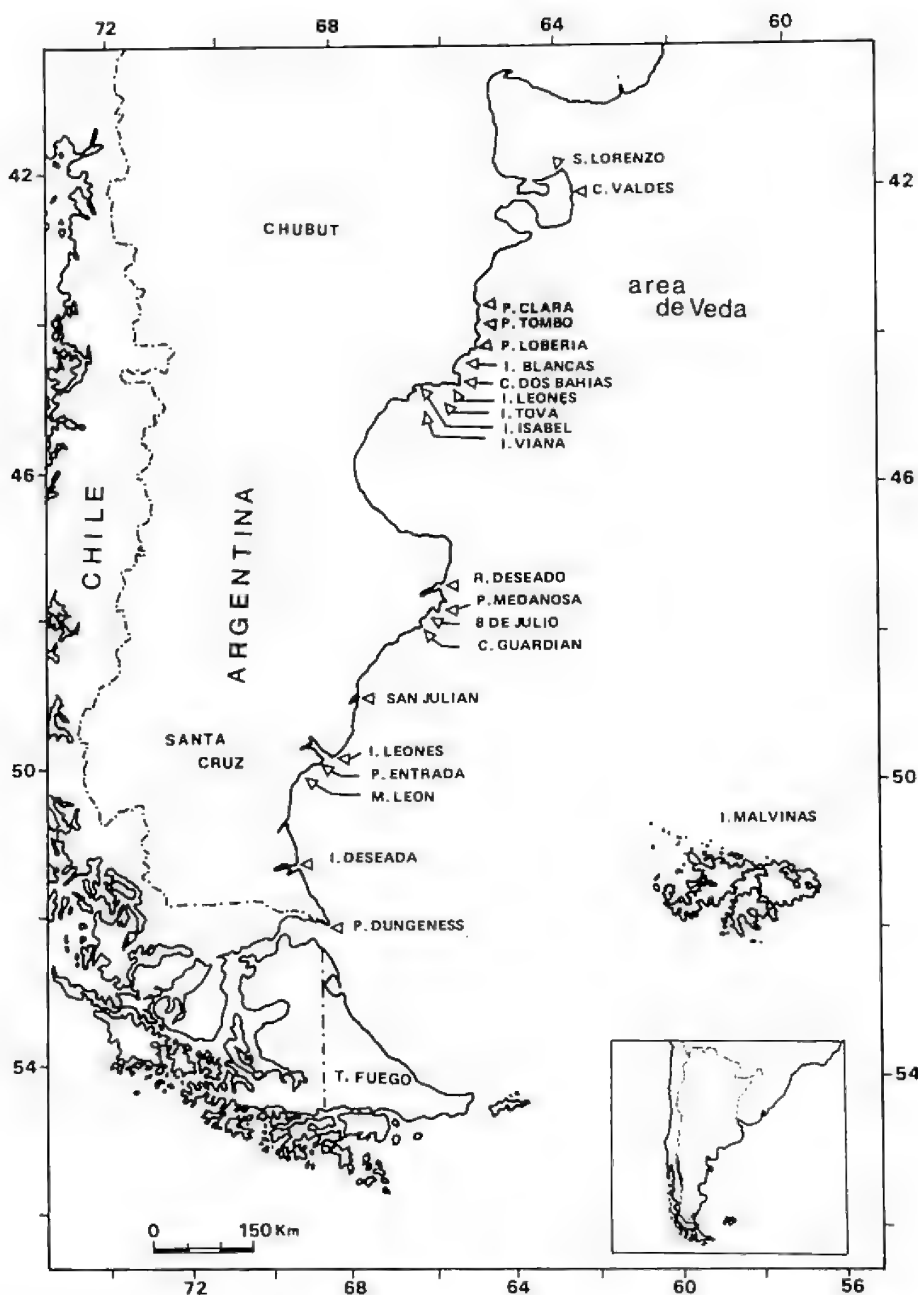 72 68 64 60
42 42
S. LORENZO
C. VALDES
CHUBUT
area
de Veda
P. CLARA
P. TOMBO
P. LOBERIA
I. BLANCAS
C. DOS BAHIAS
I. LEONES
I. TOVA
I. ISABEL
I. VIANA
46 46
CHILE
ARGENTINA
R. DESEADO
P. MEDANOSA
8 DE JULIO
C. GUARDIAN
SAN JULIAN
SANTA
CRUZ
I. LEONES
P. ENTRADA
M. LEON
50 50
I. MALVINAS
I. DESEADA
P. DUNGENESS
54 54
T. FUEGO
0 150 Km
72 68 64 60 56